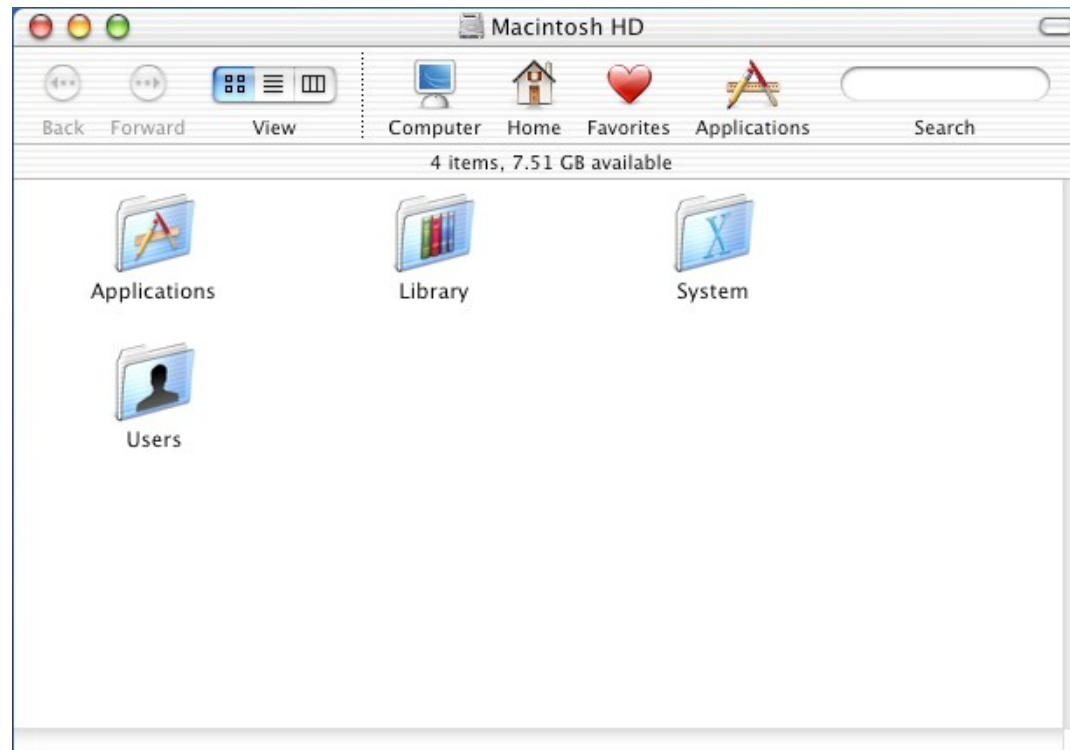 Macintosh HD
Back Forward View Computer Home Favorites Applications Search
4 items, 7.51 GB available
Applications Library System
Users